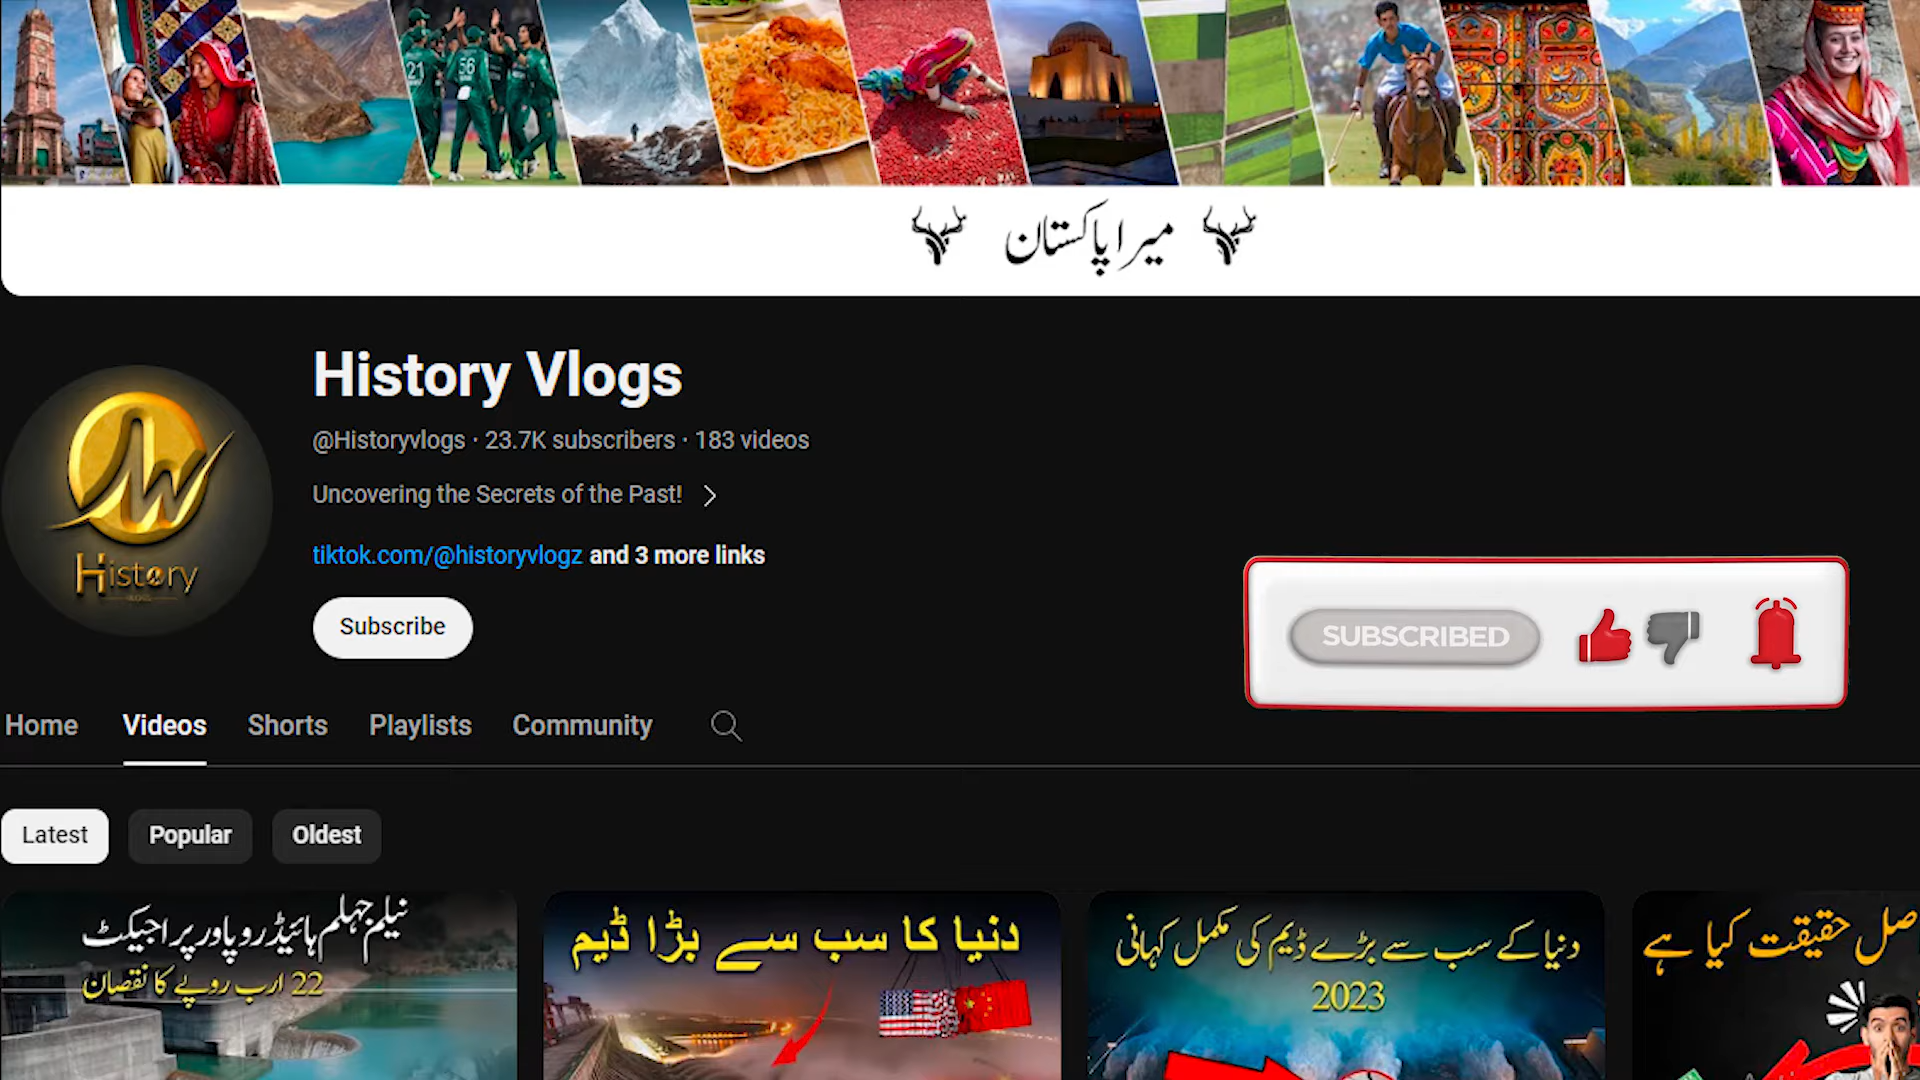 21
56
میرا پاکستان
History Vlogs
@Historyvlogs · 23.7K subscribers · 183 videos
Uncovering the Secrets of the Past!
tiktok.com/@historyvlogz and 3 more links
History
Subscribe
SUBSCRIBED
Home Videos Shorts Playlists Community
Latest Popular Oldest
نیلم جہلم ہائیڈرو پاور پراجیکٹ
22 ارب روپے کا نقصان
دنیا کا سب سے بڑا ڈیم
دنیا کے سب سے بڑے ڈیم کی مکمل کہانی
2023
حقیقت کیا ہے